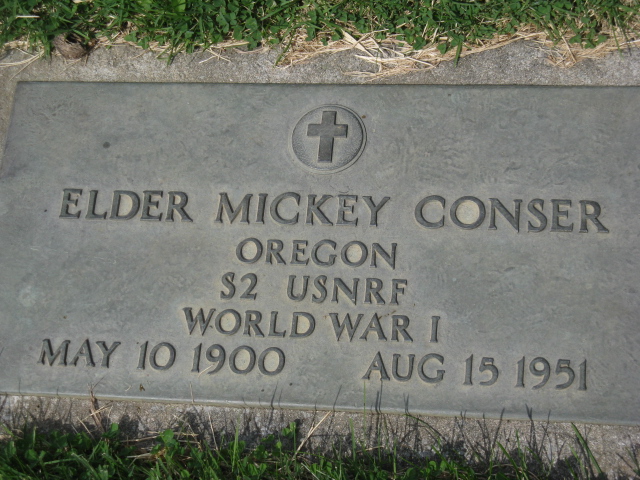 ELDER MICKEY CONSER
OREGON
S2 USNRF
WORLD WAR I
MAY 10 1900 AUG 15 1951